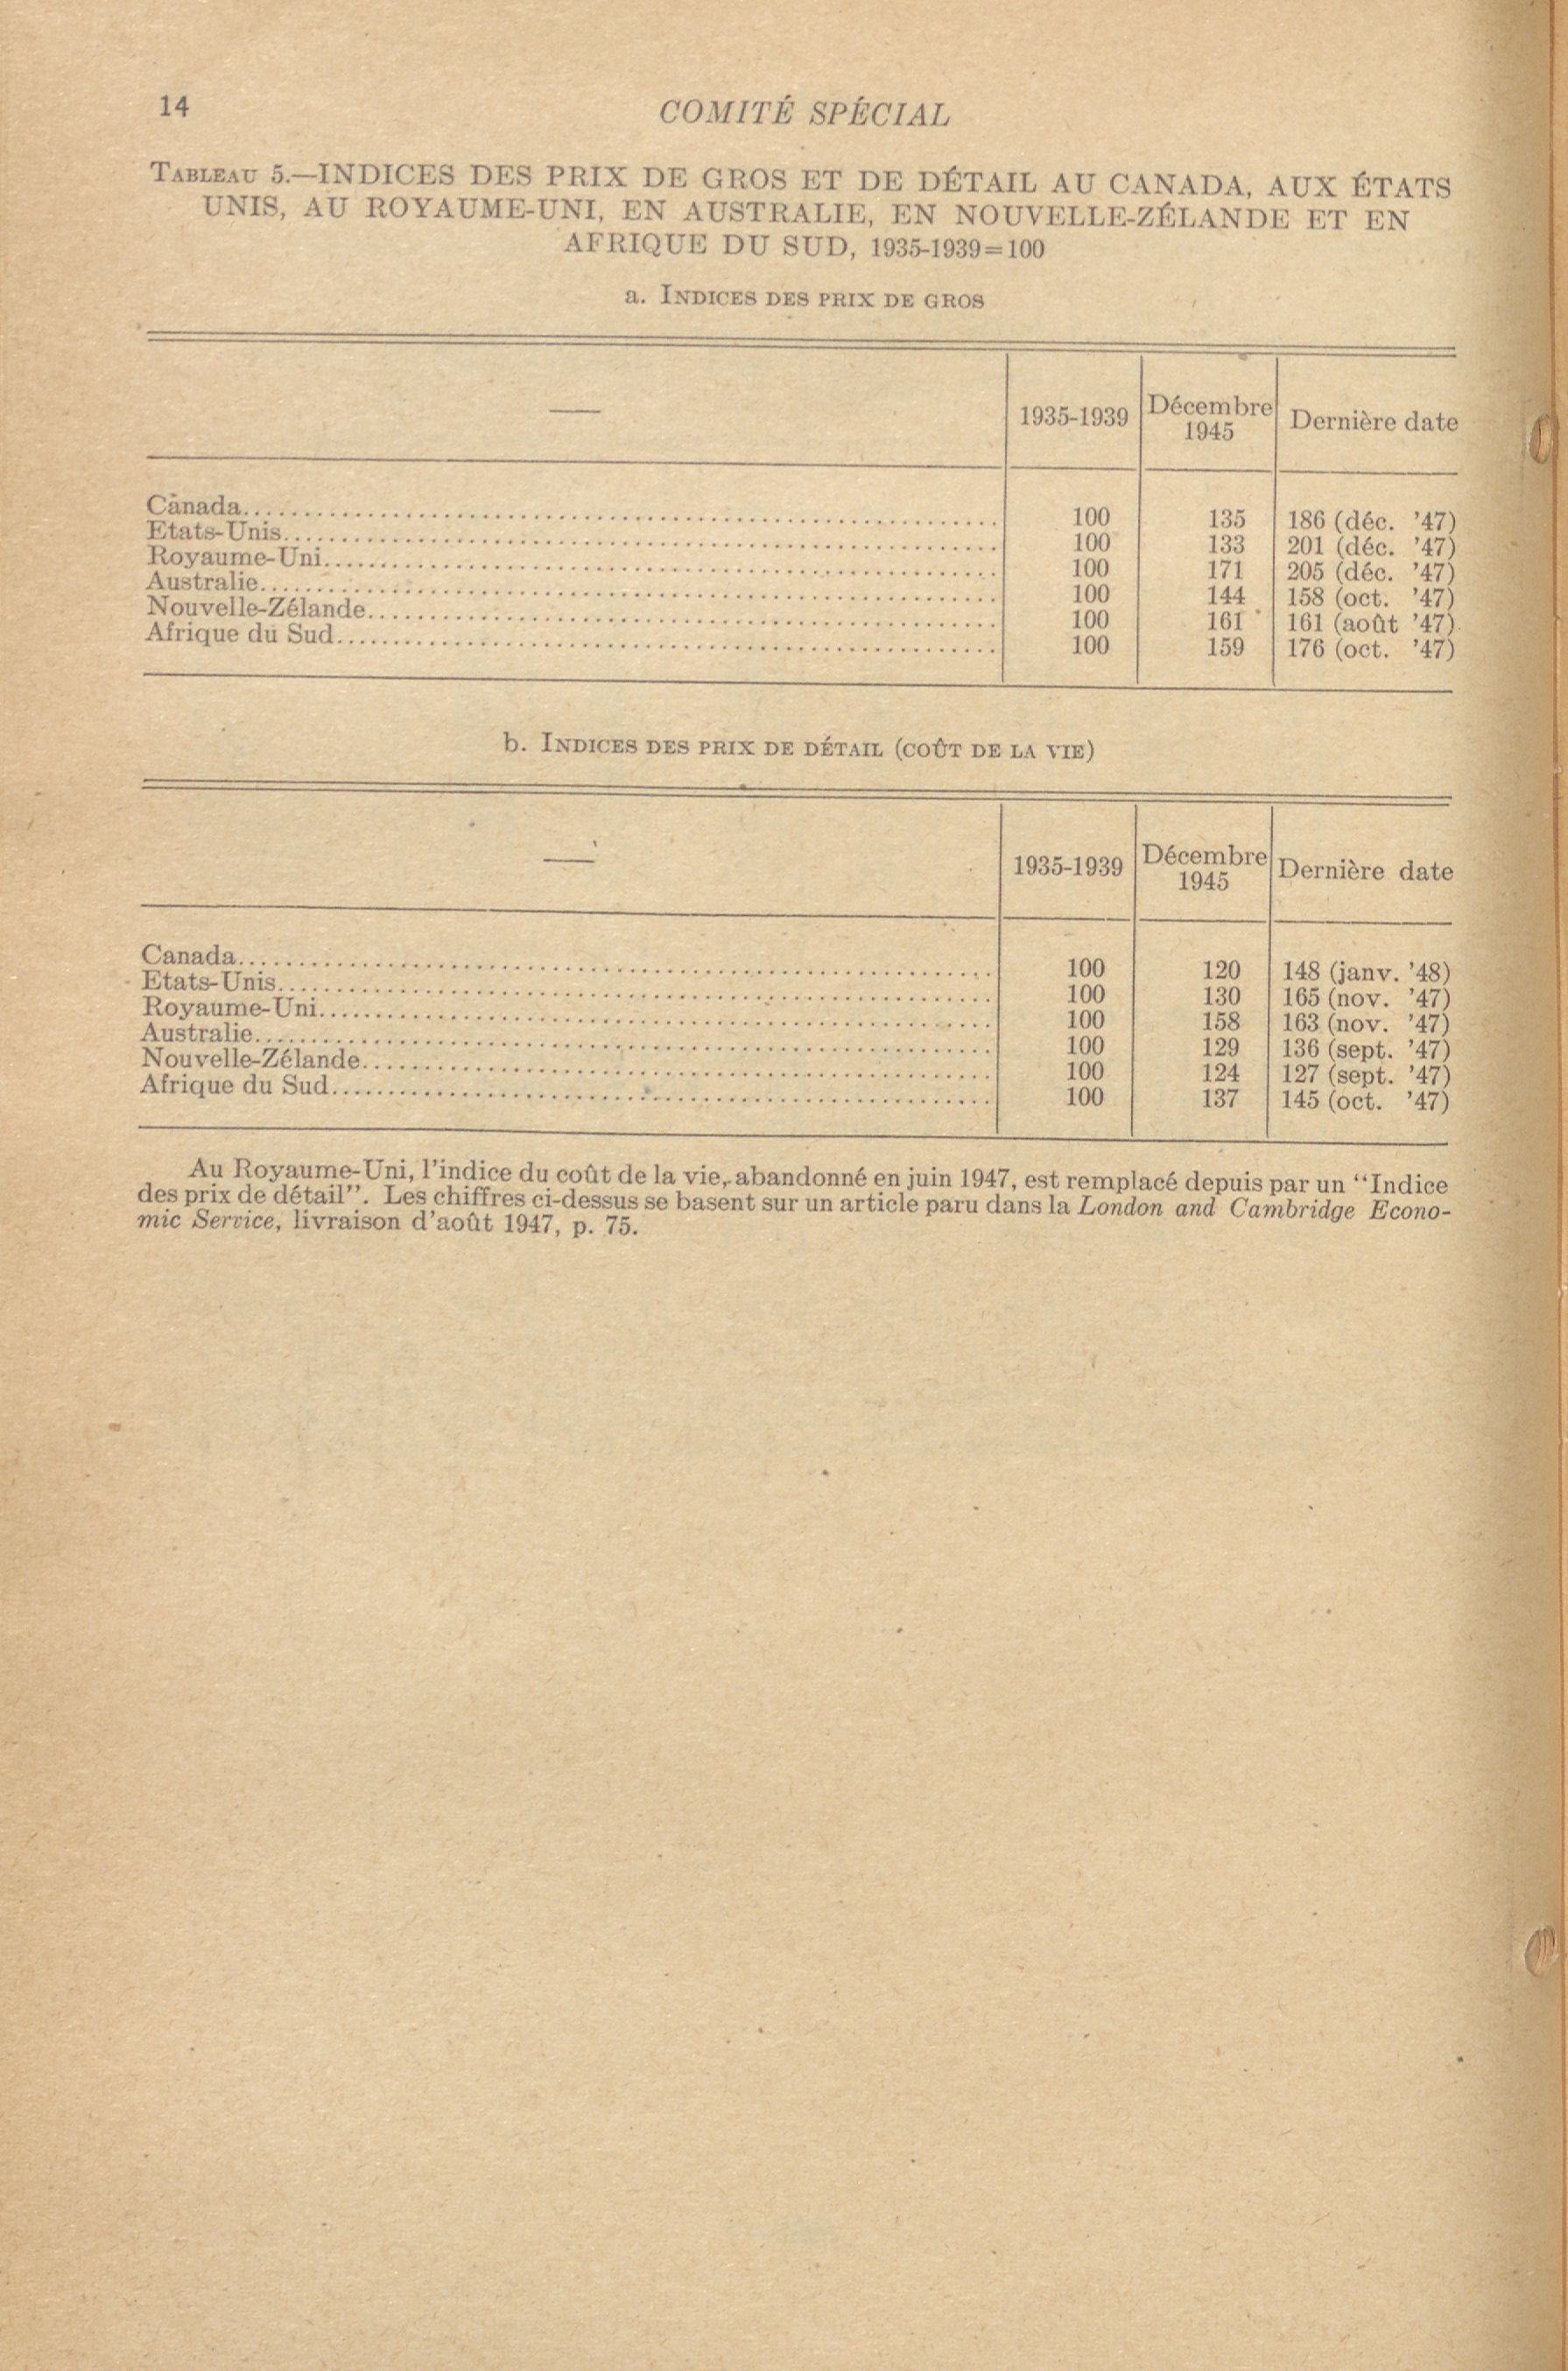 14
COMITÉ SPÉCIAL
TABLEAU 5.—INDICES DES PRIX DE GROS ET DE DÉTAIL AU CANADA, AUX ÉTATS
UNIS, AU ROYAUME-UNI, EN AUSTRALIE, EN NOUVELLE-ZÉLANDE ET EN
AFRIQUE DU SUD, 1935-1939=100
a. INDICES DES PRIX DE GROS
— 1935-1939 Décembre 1945 Dernière date
Canada 100 135 186 (déc. '47)
Etats-Unis 100 133 201 (déc. '47)
Royaume-Uni 100 171 205 (déc. '47)
Australie 100 144 158 (oct. '47)
Nouvelle-Zélande 100 161 161 (août '47)
Afrique du Sud 100 159 176 (oct. '47)
b. INDICES DES PRIX DE DÉTAIL (COÛT DE LA VIE)
— 1935-1939 Décembre 1945 Dernière date
Canada 100 120 148 (janv. '48)
Etats-Unis 100 130 165 (nov. '47)
Royaume-Uni 100 158 163 (nov. '47)
Australie 100 129 136 (sept. '47)
Nouvelle-Zélande 100 124 127 (sept. '47)
Afrique du Sud 100 137 145 (oct. '47)
Au Royaume-Uni, l'indice du coût de la vie, abandonné en juin 1947, est remplacé depuis par un "Indice
des prix de détail". Les chiffres ci-dessus se basent sur un article paru dans la London and Cambridge Econo-
mic Service, livraison d'août 1947, p. 75.